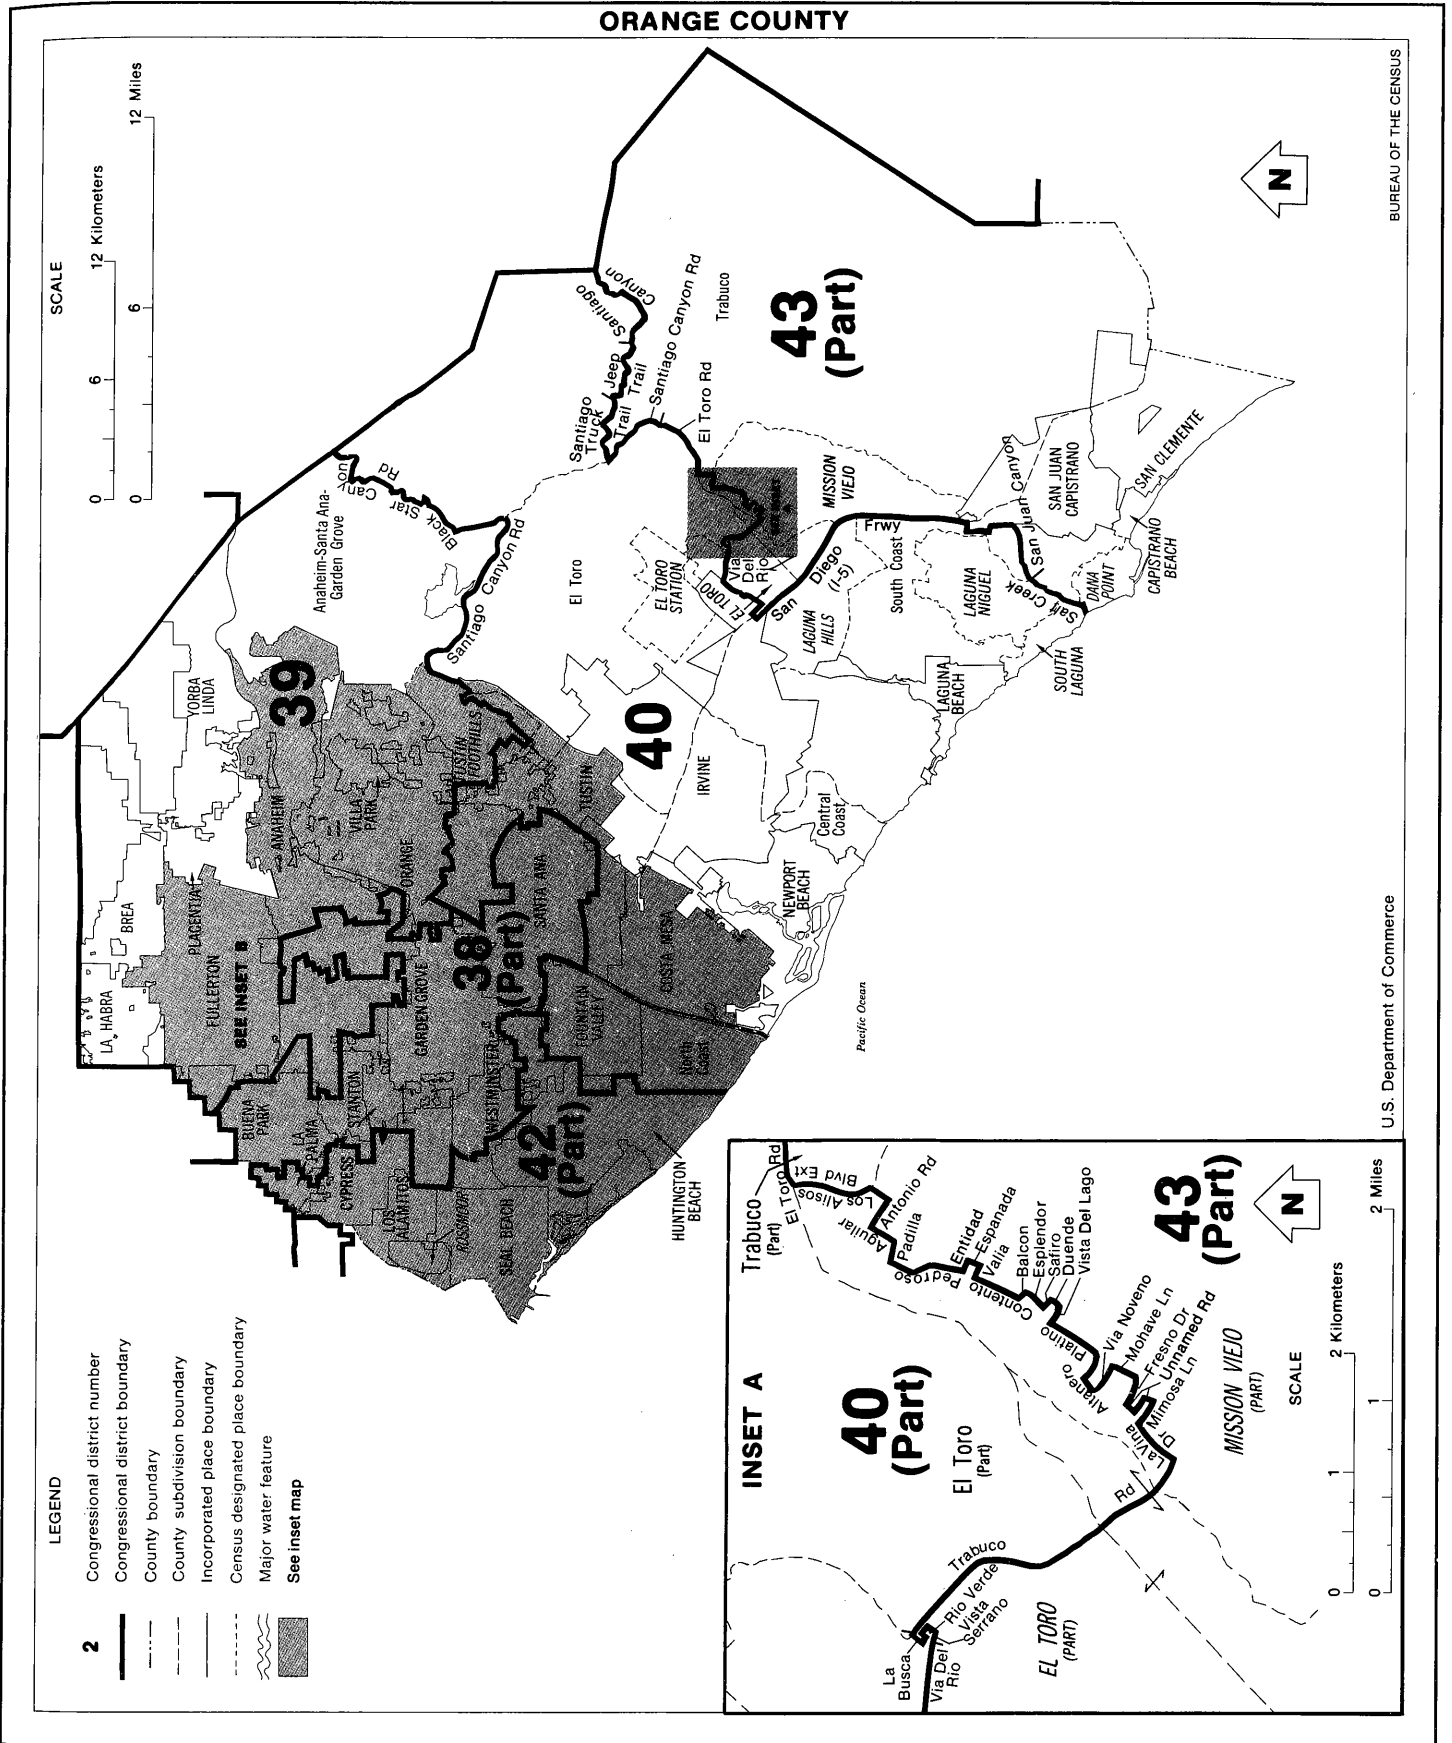 ORANGE COUNTY
SCALE
12 Kilometers
12 Miles
6
6
0
0
LEGEND
2
Congressional district number
Congressional district boundary
County boundary
County subdivision boundary
Incorporated place boundary
Census designated place boundary
Major water feature
See inset map
N
BUREAU OF THE CENSUS
U.S. Department of Commerce
LA HABRA
BREA
PLACENTIA
FULLERTON
SEE INSET B
YORBA
LINDA
39
ANAHEIM
VILLA
PARK
ORANGE
TUSTIN
FOOTHILLS
TUSTIN
SANTA ANA
38
(Part)
GARDEN GROVE
BUENA
PARK
LA
PALMA
CYPRESS
STANTON
LOS
ALAMITOS
ROSSMOOR
SEAL BEACH
WESTMINSTER
42
(Part)
FOUNTAIN
VALLEY
HUNTINGTON
BEACH
North
Coast
COSTA MESA
NEWPORT
BEACH
Pacific Ocean
Central
Coast
IRVINE
40
Anaheim-Santa Ana-
Garden Grove
Black Star
Canyon
Rd
Santiago Canyon Rd
El Toro
EL TORO
STATION
EL TORO
Via
Del
Rio
Santiago
Truck
Trail
Jeep
Trail
Santiago
Canyon
Santiago Canyon Rd
El Toro Rd
Trabuco
43
(Part)
SEE INSET
A
MISSION
VIEJO
San
Diego
(I-5)
Frwy
South Coast
LAGUNA
HILLS
LAGUNA
NIGUEL
LAGUNA
BEACH
SOUTH
LAGUNA
Salt Creek
San Juan Canyon
DANA
POINT
CAPISTRANO
BEACH
SAN JUAN
CAPISTRANO
SAN CLEMENTE
INSET A
Trabuco
(Part)
El Toro Rd
Los Alisos
Blvd Ext
Antonio Rd
Aguilar
Padilla
Pedroso
Entidad
Espanada
Valia
Contento
Balcon
Esplendor
Safiro
Duende
Vista Del Lago
Platino
Altanero
Via Noveno
Mohave Ln
Fresno Dr
Unnamed Rd
Mimosa Ln
LaVina
Dr
40
(Part)
El Toro
(Part)
43
(Part)
N
MISSION VIEJO
(PART)
Rd
Trabuco
Rio Verde
Vista
Serrano
La
Busca
Via Del
Rio
EL TORO
(PART)
SCALE
2 Kilometers
2 Miles
1
1
0
0